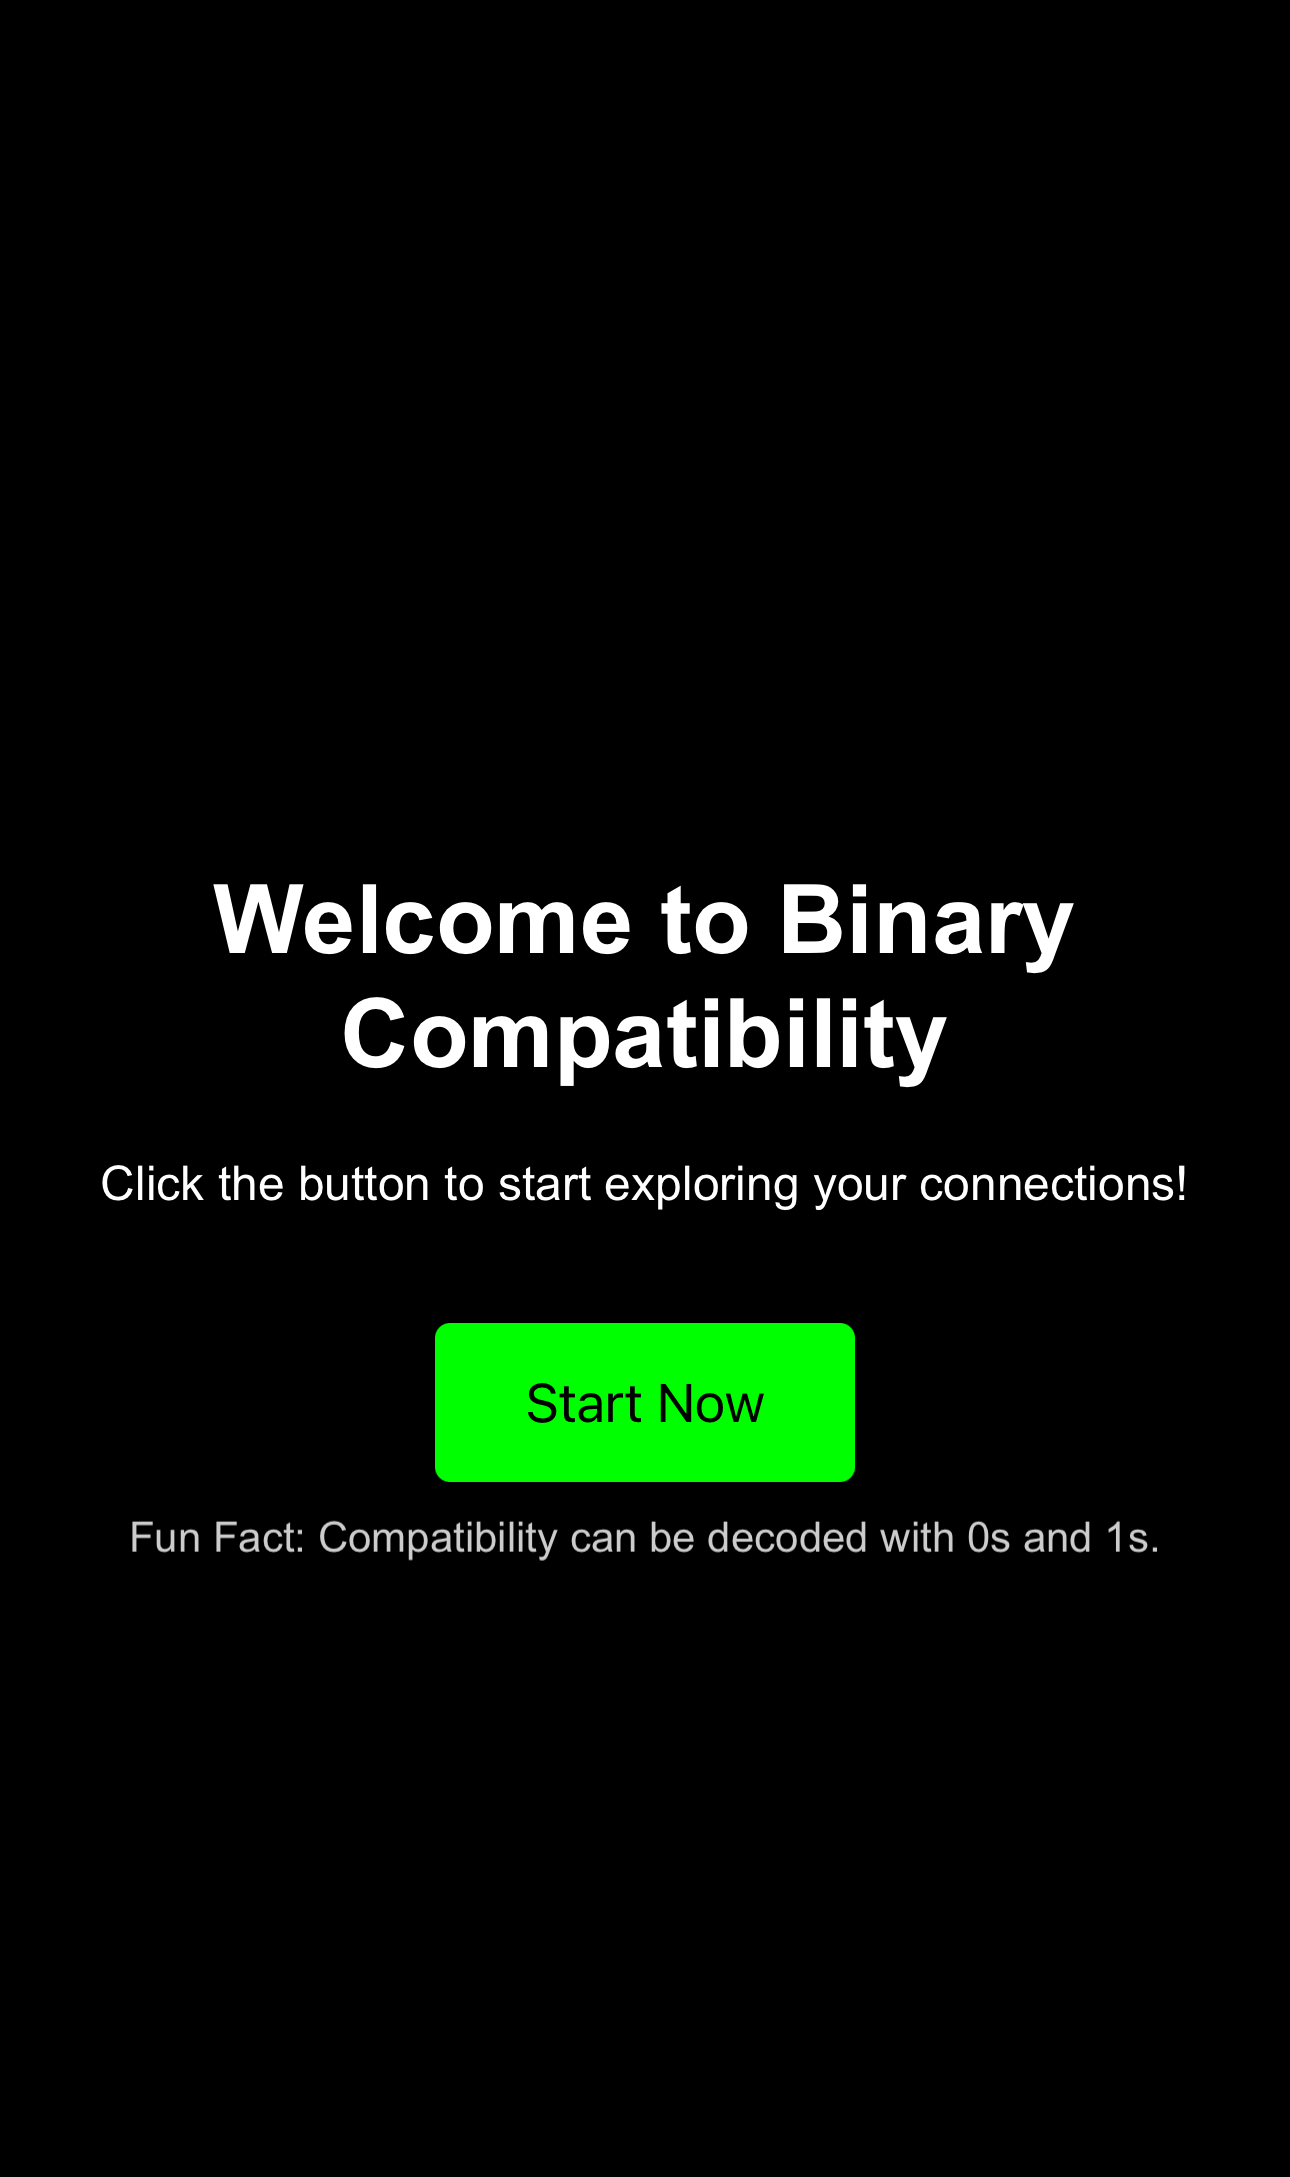 Welcome to Binary
Compatibility
Click the button to start exploring your connections!
Start Now
Fun Fact: Compatibility can be decoded with 0s and 1s.